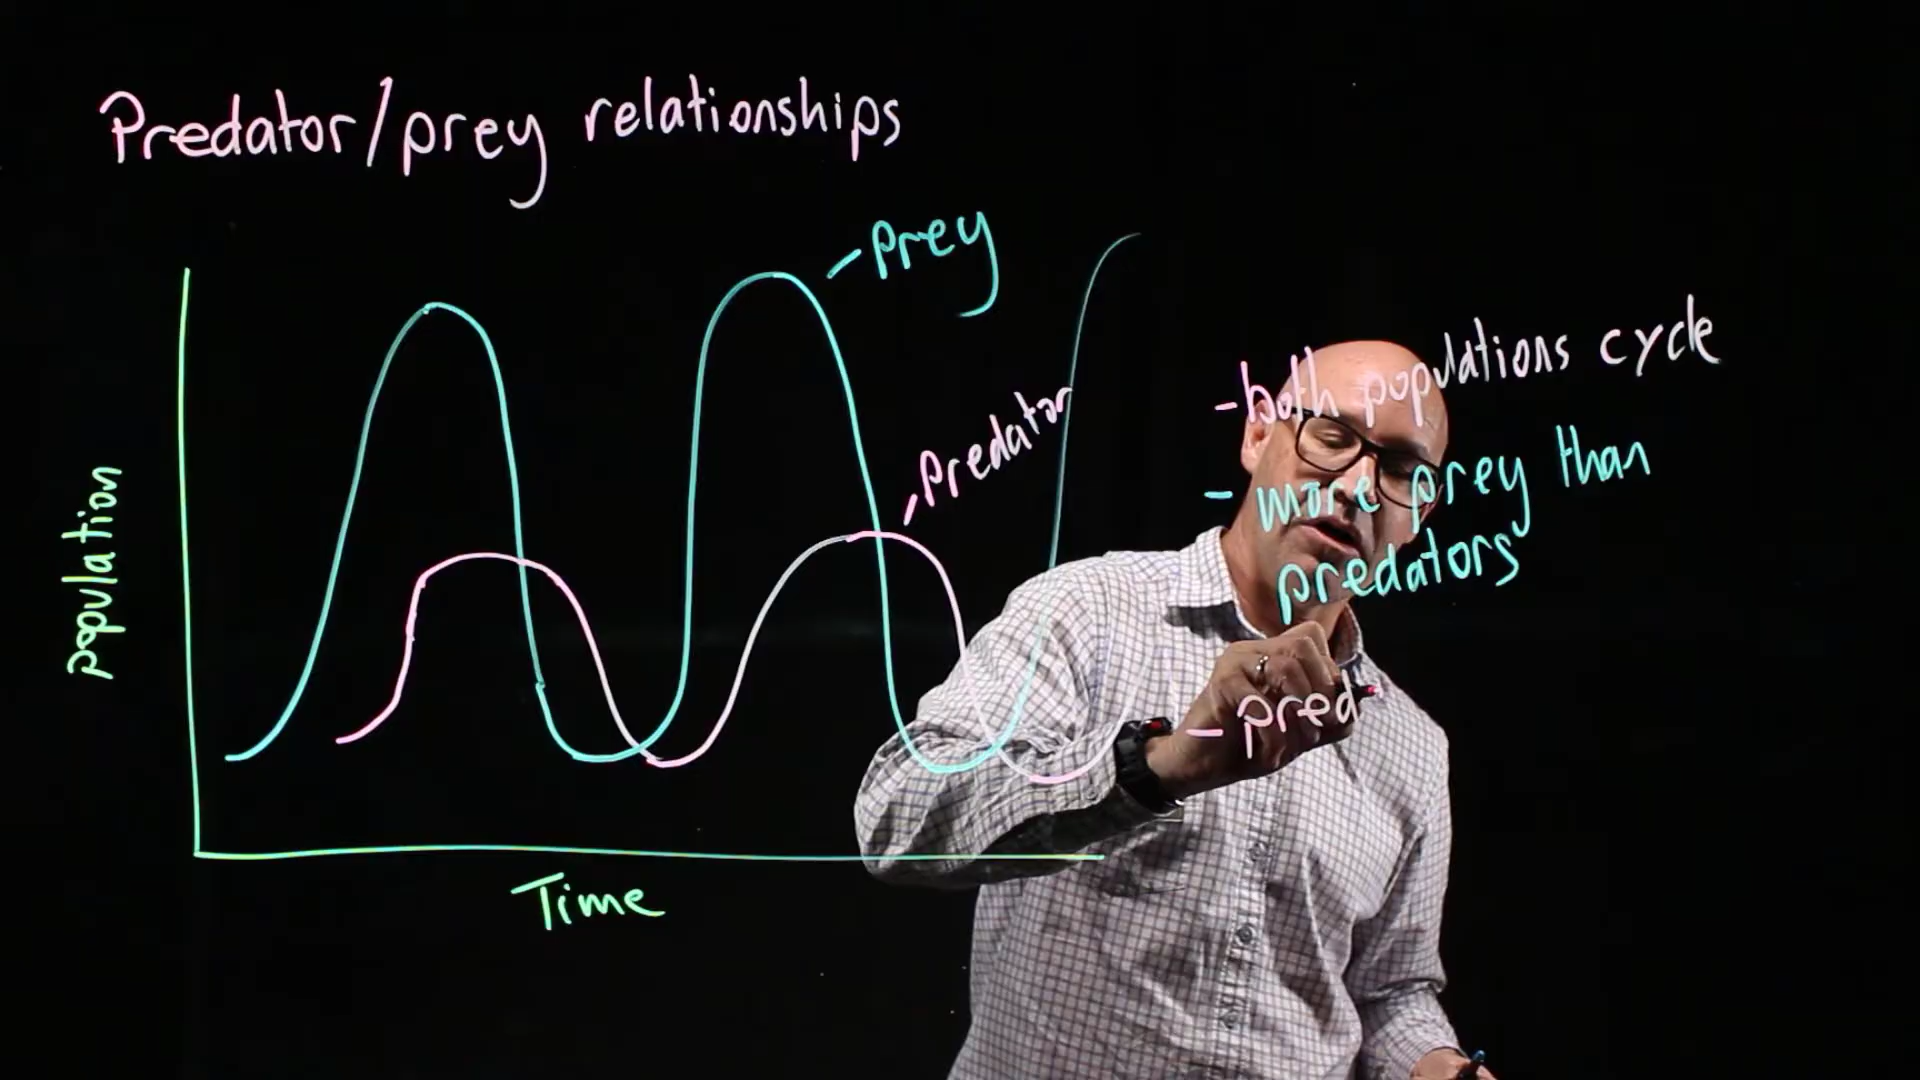 Predator/prey relationships
-prey
-predator
population
Time
-both populations cycle
- more prey than
predators
- pred